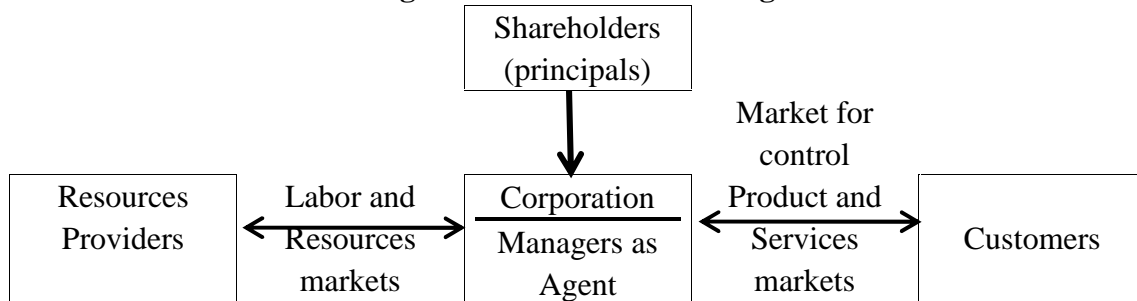 Shareholders
(principals)
Market for
control
Resources
Providers
Labor and
Resources
markets
Corporation
Managers as
Agent
Product and
Services
markets
Customers